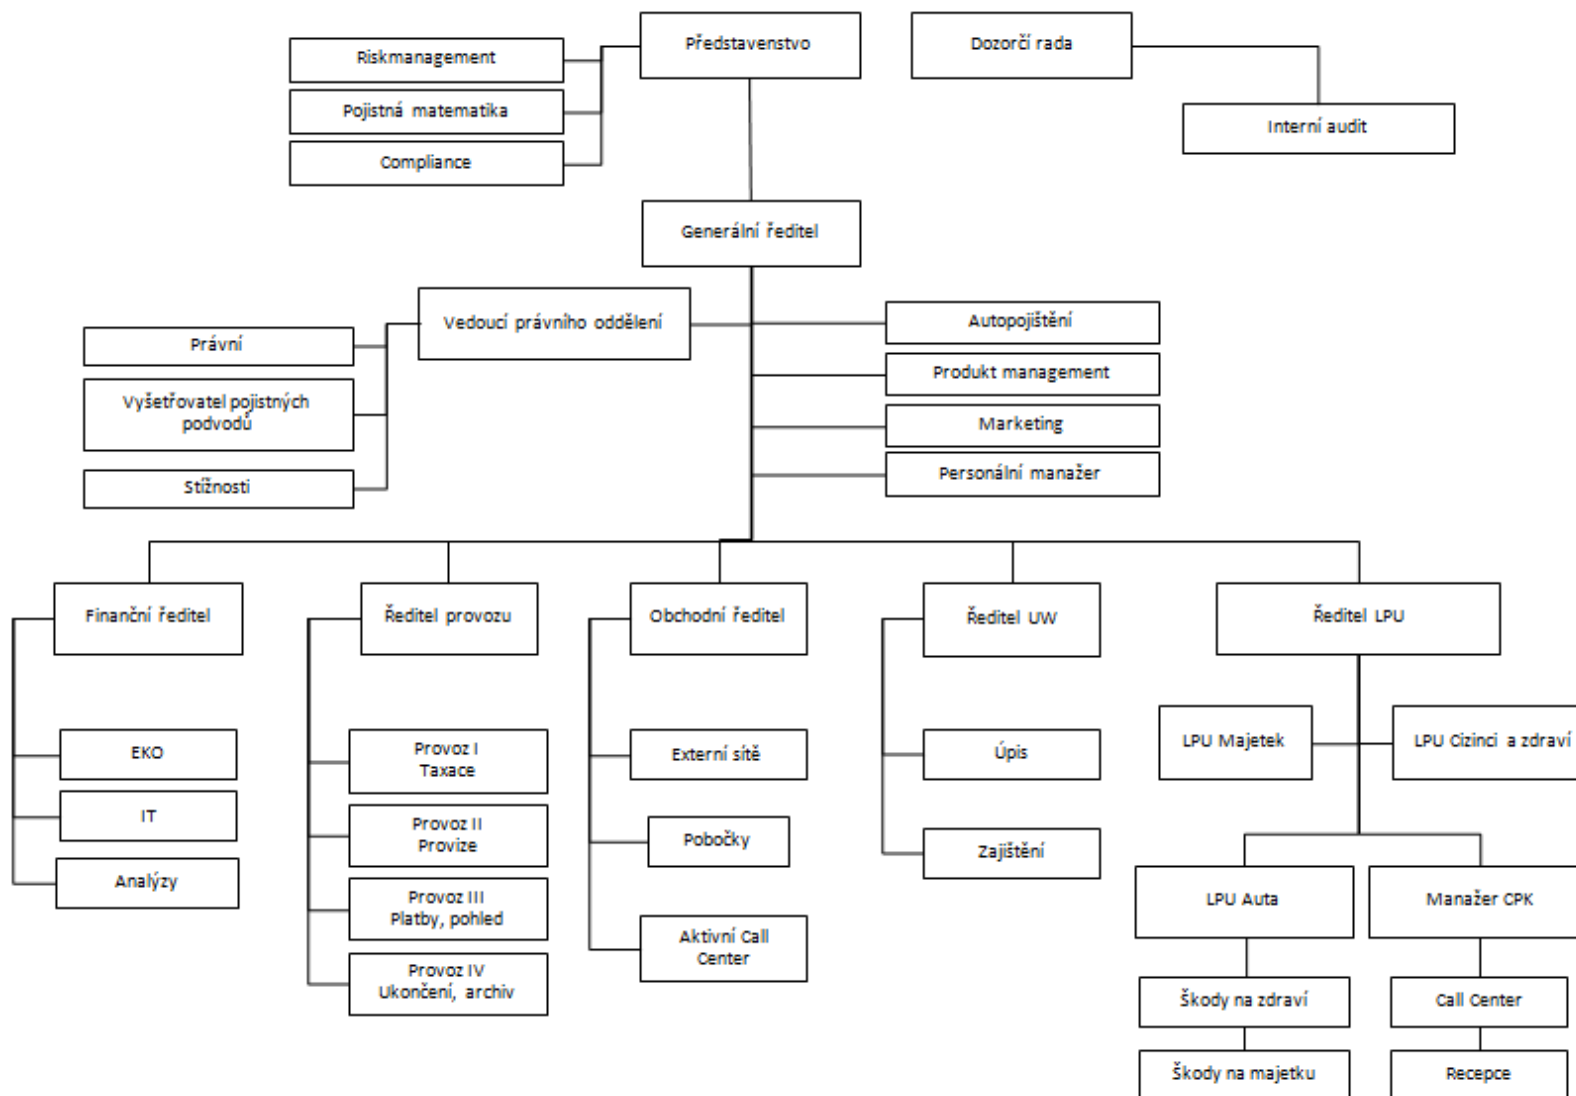 Představenstvo
Dozorčí rada
Riskmanagement
Pojistná matematika
Compliance
Interní audit
Generální ředitel
Vedoucí právního oddělení
Právní
Vyšetřovatel pojistných
podvodů
Stížnosti
Autopojištění
Produkt management
Marketing
Personální manažer
Finanční ředitel
Ředitel provozu
Obchodní ředitel
Ředitel UW
Ředitel LPU
EKO
IT
Analýzy
Provoz I
Taxace
Provoz II
Provize
Provoz III
Platby, pohled
Provoz IV
Ukončení, archiv
Externí sítě
Pobočky
Aktivní Call
Center
Úpis
Zajištění
LPU Majetek
LPU Cizinci a zdraví
LPU Auta
Manažer CPK
Škody na zdraví
Call Center
Škody na majetku
Recepce